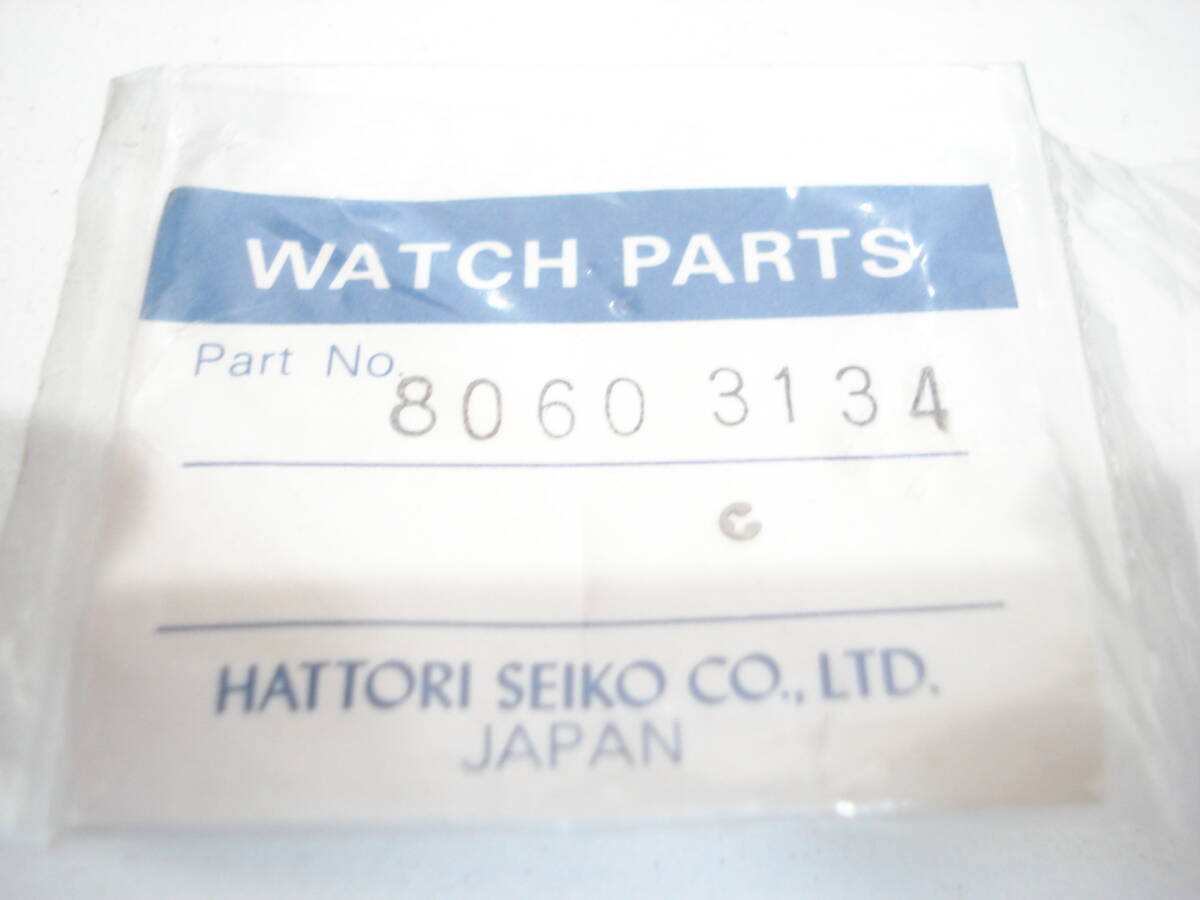 WATCH PARTS
Part No. 8060 3134
HATTORI SEIKO CO., LTD.
JAPAN